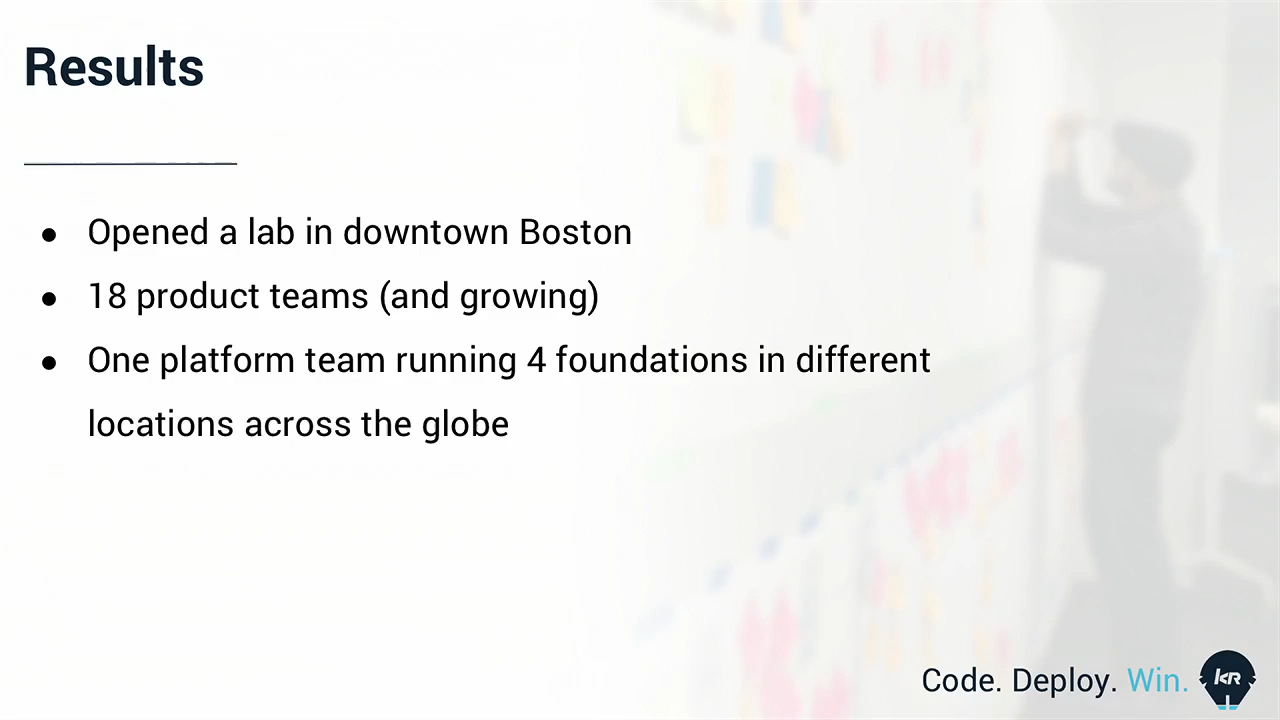 Results
● Opened a lab in downtown Boston
● 18 product teams (and growing)
● One platform team running 4 foundations in different
locations across the globe
Code. Deploy. Win.
KR